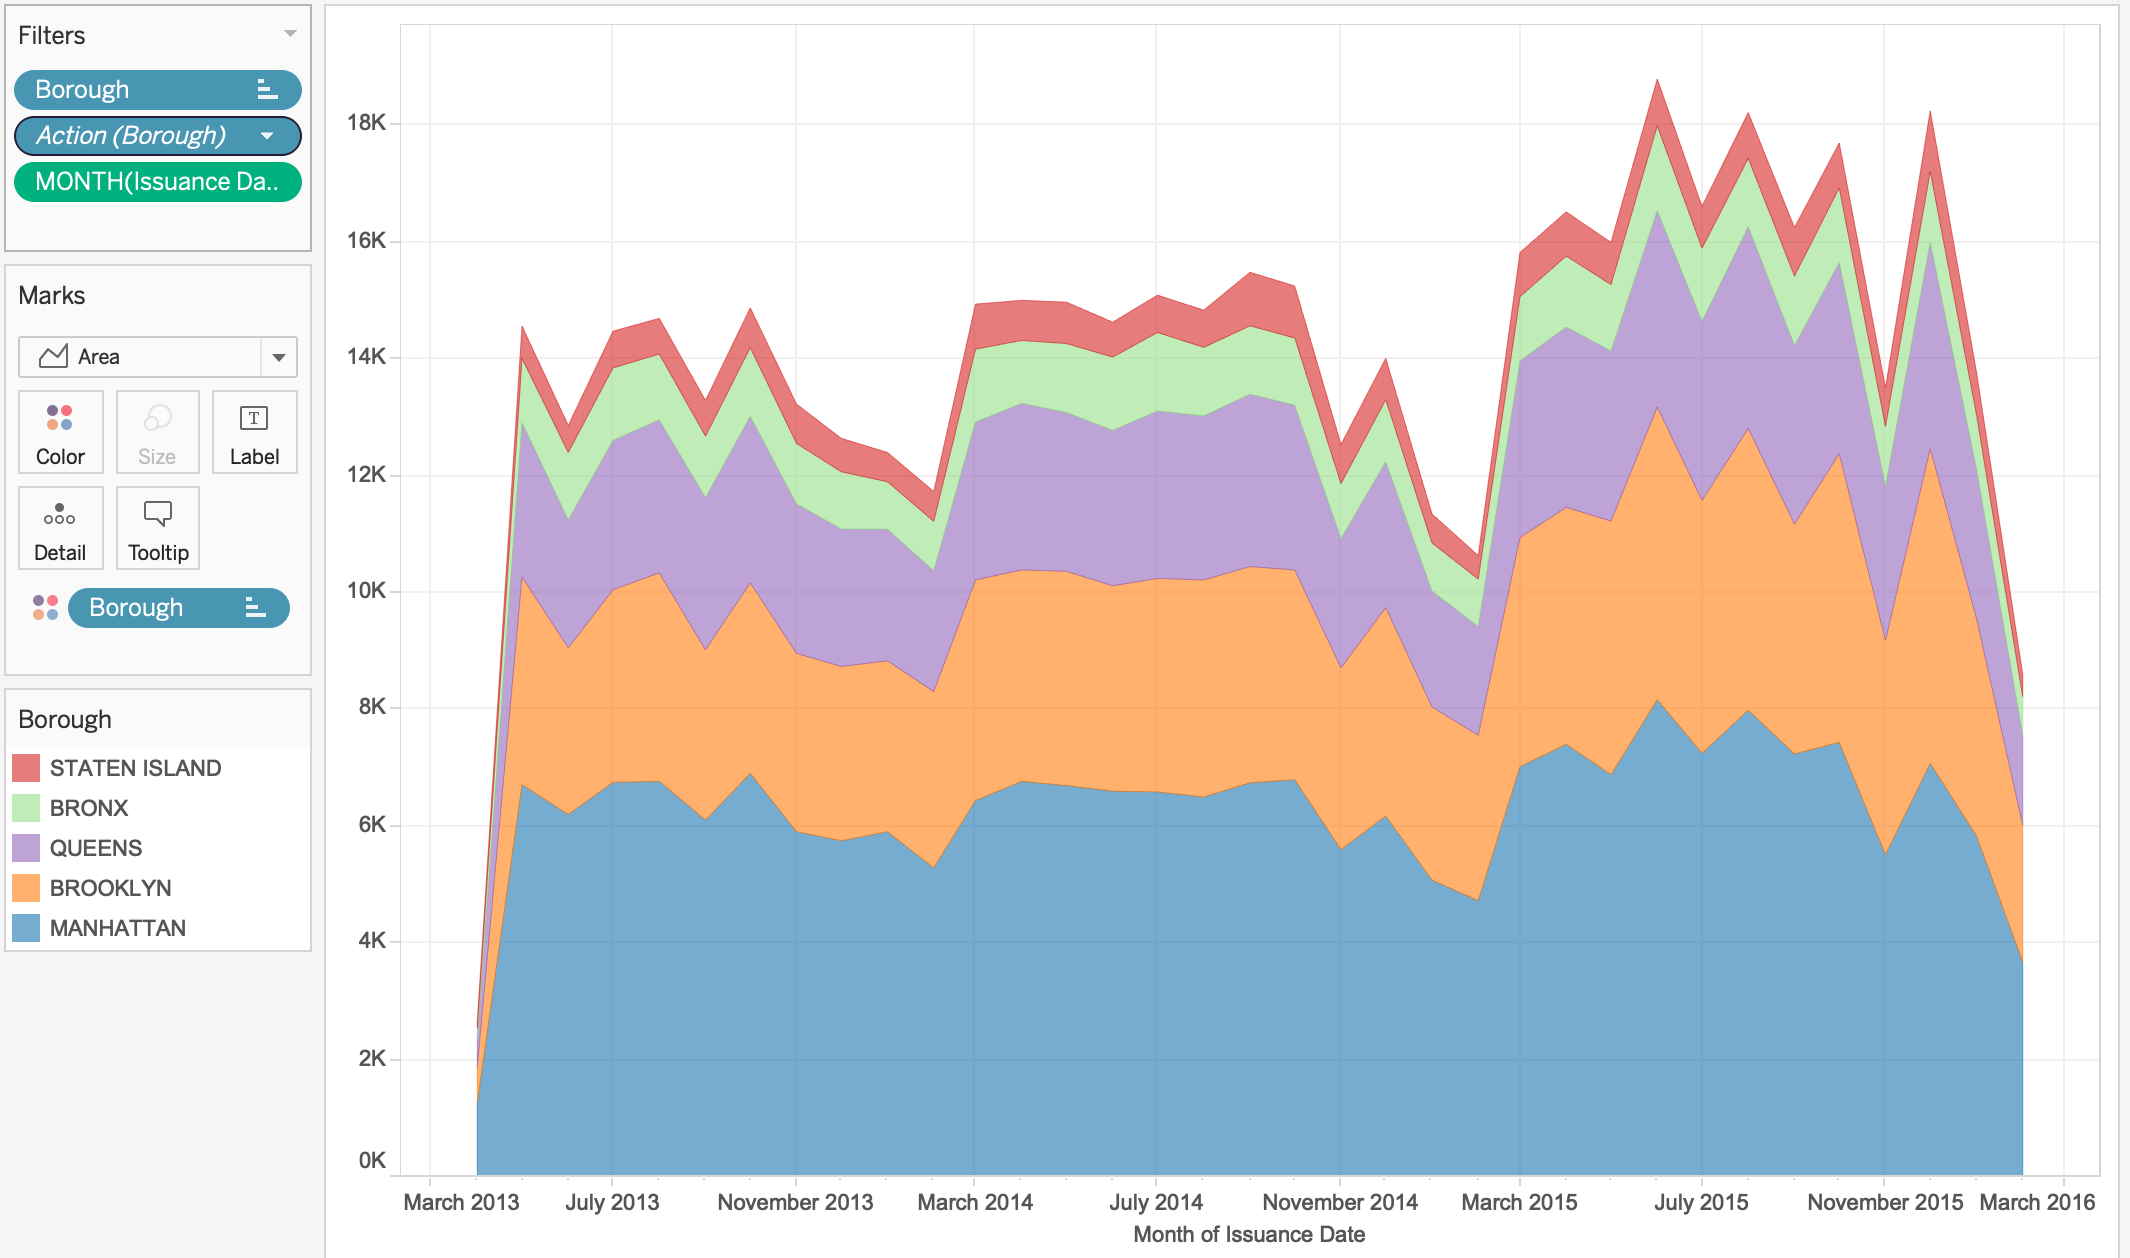 Filters
Borough
Action (Borough)
MONTH(Issuance Da..
Marks
Area
Color
Size
T
Label
Detail
Tooltip
Borough
Borough
STATEN ISLAND
BRONX
QUEENS
BROOKLYN
MANHATTAN
18K
16K
14K
12K
10K
8K
6K
4K
2K
0K
March 2013 July 2013 November 2013 March 2014 July 2014 November 2014 March 2015 July 2015 November 2015 March 2016
Month of Issuance Date